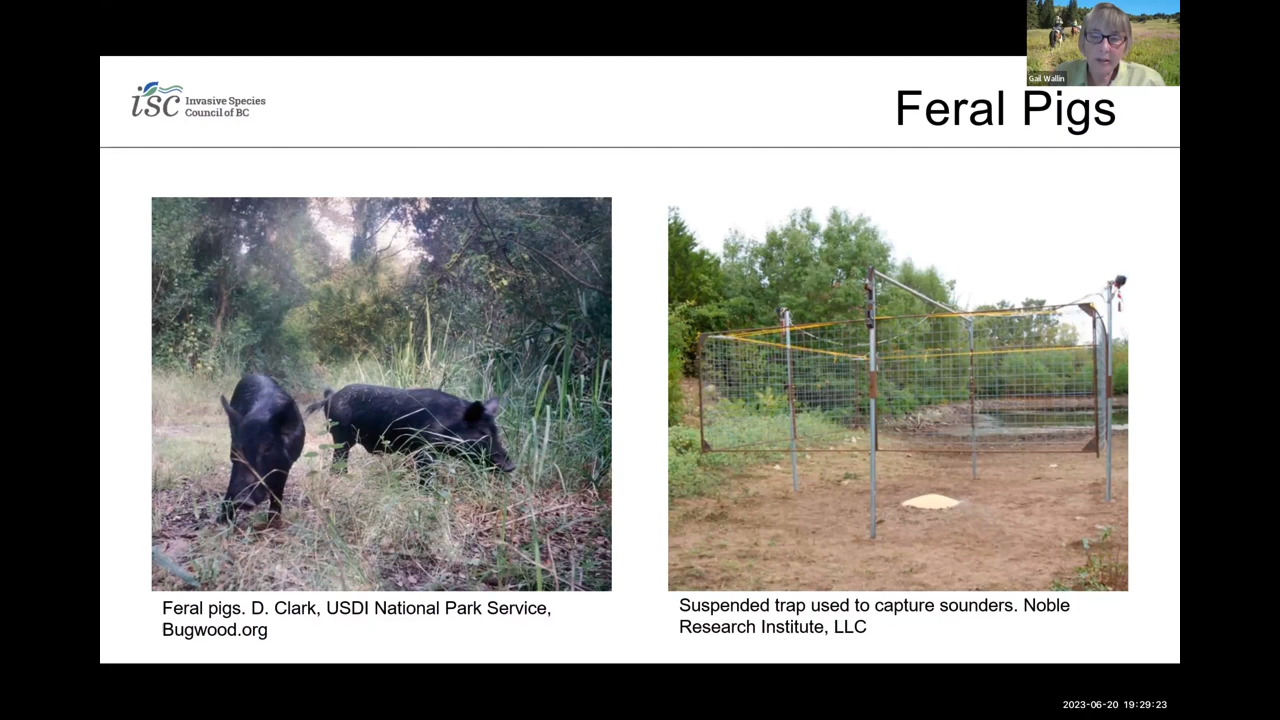 Gail Wallin
isc Invasive Species
Council of BC
Feral Pigs
Feral pigs. D. Clark, USDI National Park Service,
Bugwood.org
Suspended trap used to capture sounders. Noble
Research Institute, LLC
2023-06-20 19:29:23